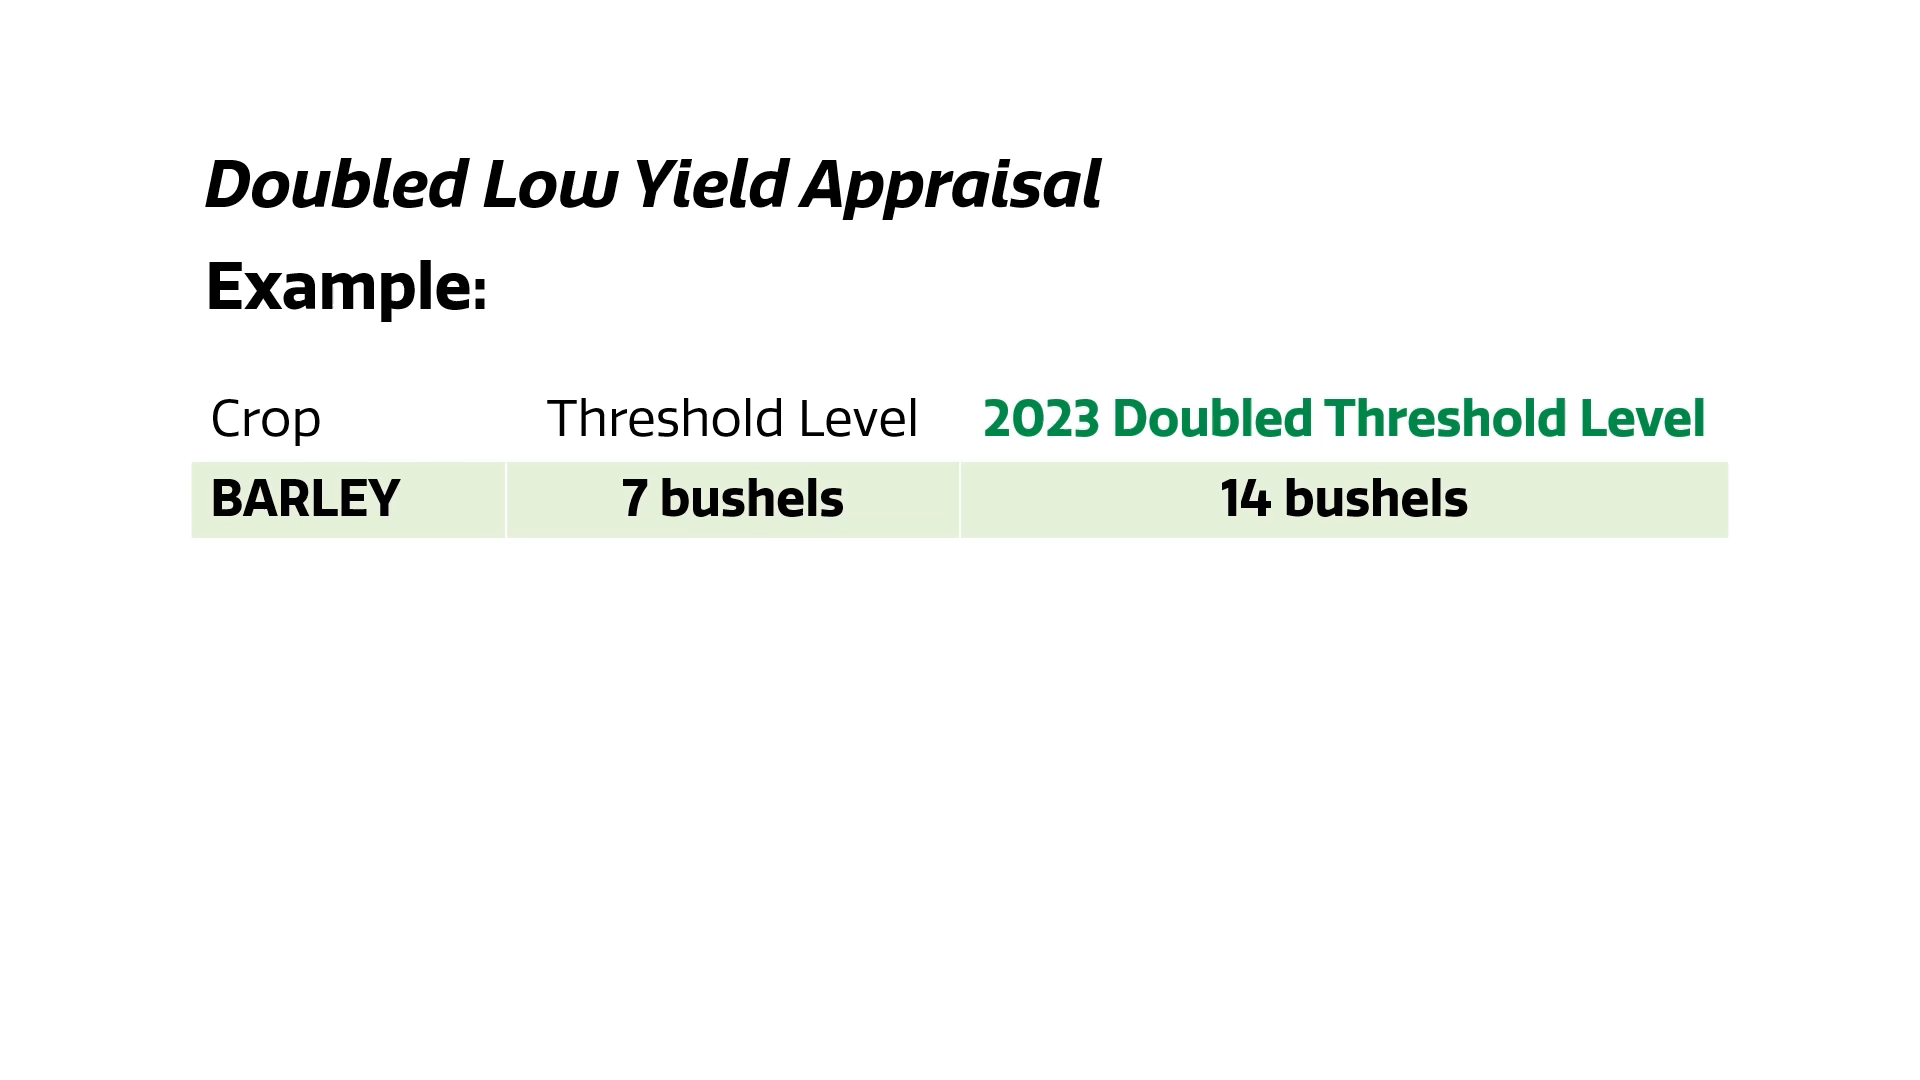 Doubled Low Yield Appraisal
Example:
Crop Threshold Level 2023 Doubled Threshold Level
BARLEY 7 bushels 14 bushels